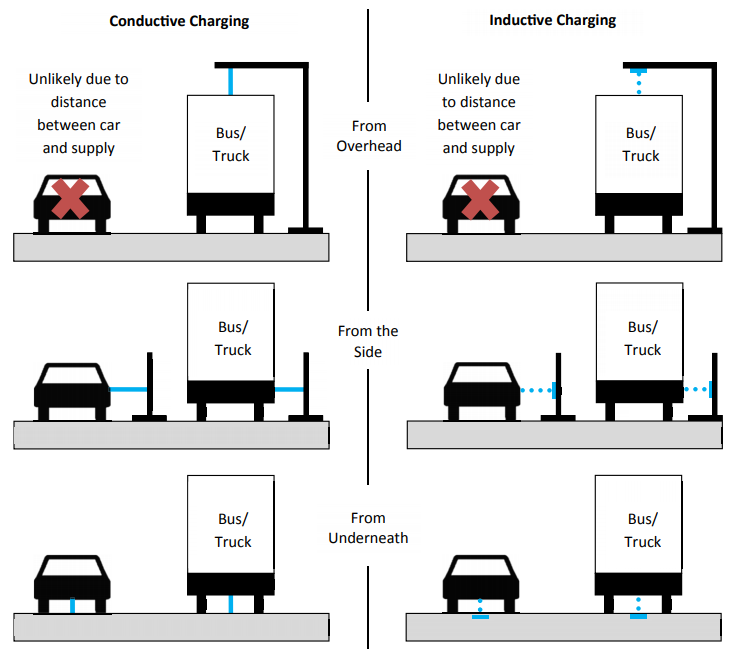 Conductive Charging
Inductive Charging
Unlikely due to
distance
between car
and supply
Bus/
Truck
From
Overhead
Unlikely due
to distance
between car
and supply
Bus/
Truck
Bus/
Truck
From the
Side
Bus/
Truck
Bus/
Truck
From
Underneath
Bus/
Truck